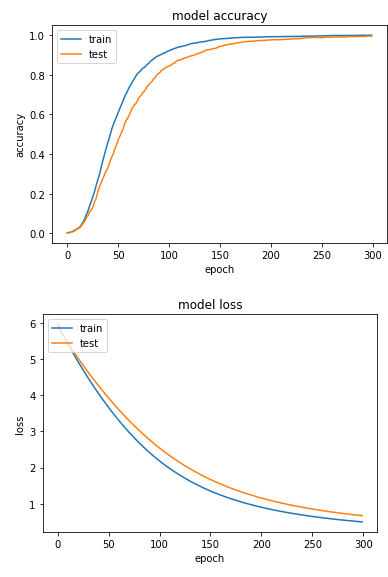 model accuracy
train
test
1.0
0.8
0.6
0.4
0.2
0.0
accuracy
0 50 100 150 200 250 300
epoch
model loss
train
test
6
5
4
3
2
1
loss
0 50 100 150 200 250 300
epoch